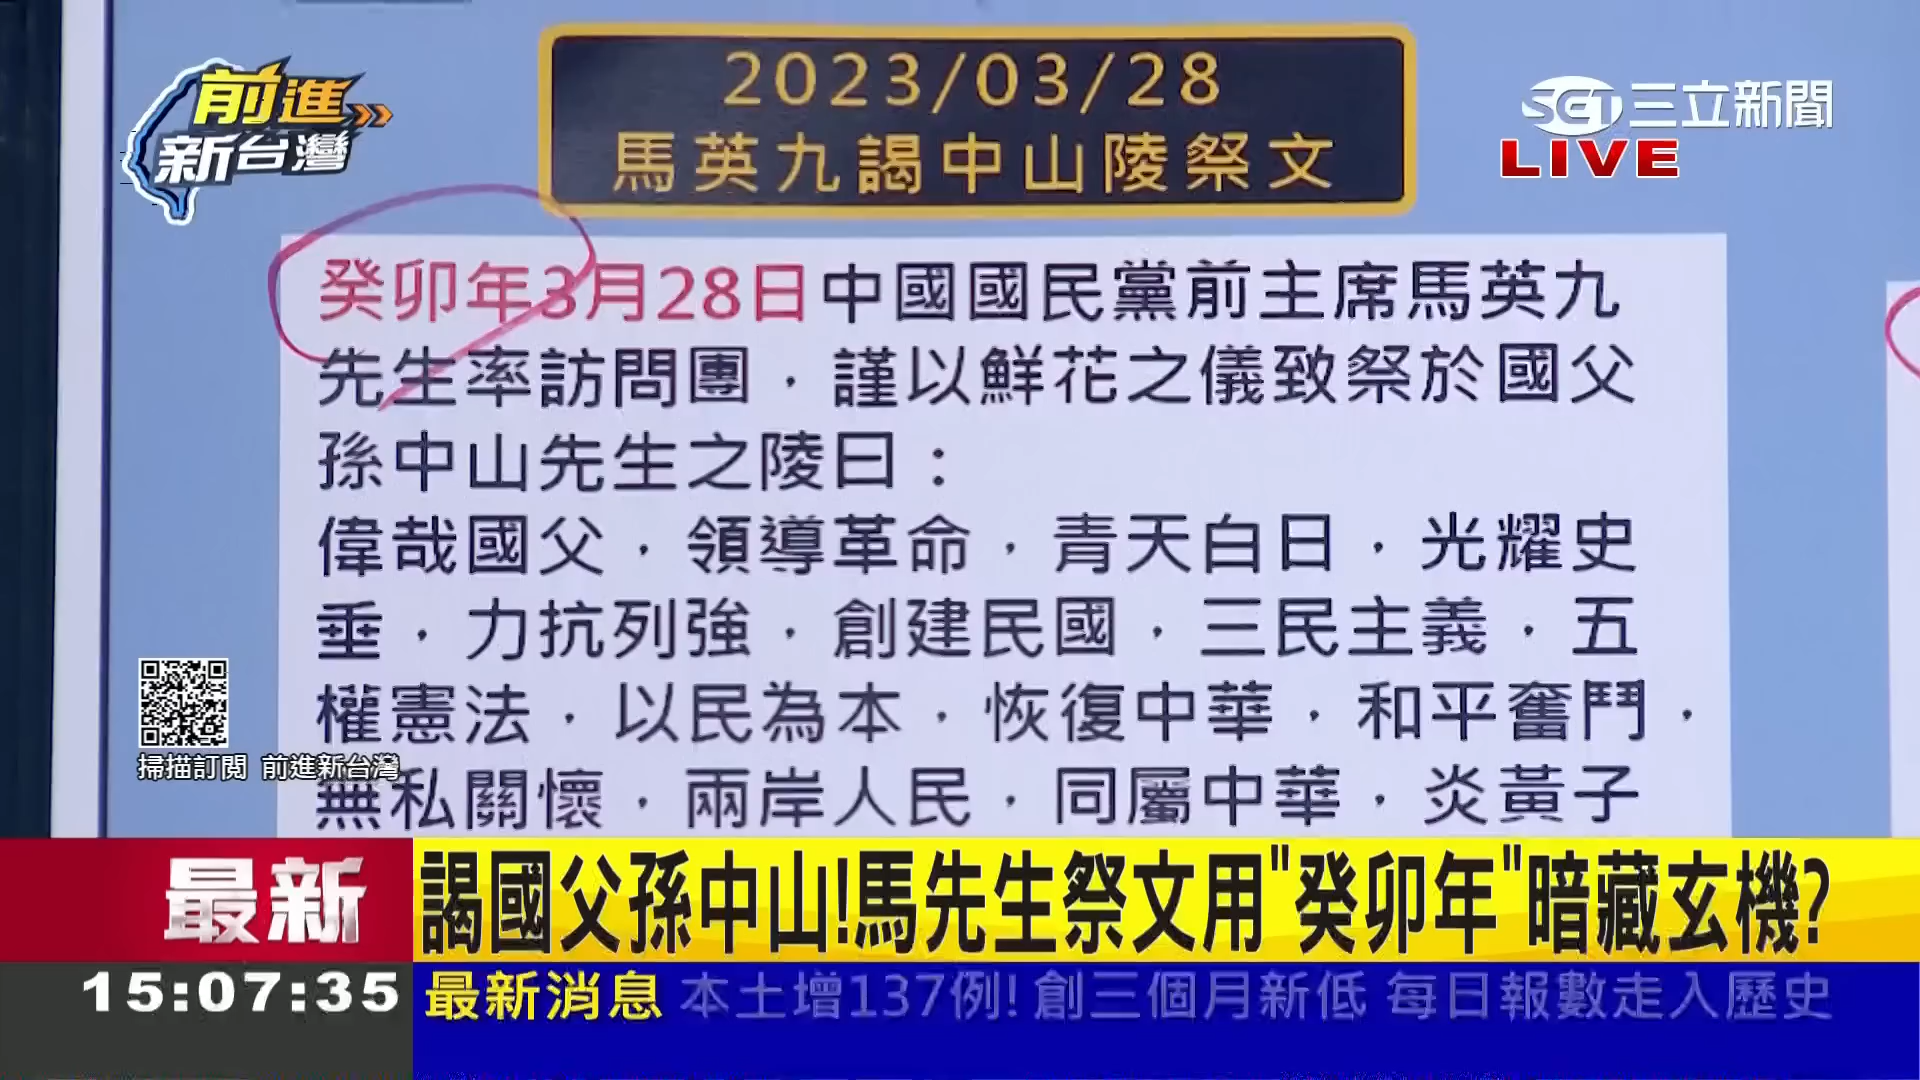 前進
新台灣
2023/03/28
馬英九謁中山陵祭文
SET三立新聞
LIVE
癸卯年3月28日中國國民黨前主席馬英九
先生率訪問團，謹以鮮花之儀致祭於國父
孫中山先生之陵曰：
偉哉國父，領導革命，青天白日，光耀史
垂，力抗列強，創建民國，三民主義，五
權憲法，以民為本，恢復中華，和平奮鬥，
無私關懷，兩岸人民，同屬中華，炎黃子
掃描訂閱 前進新台灣
最新
謁國父孫中山!馬先生祭文用"癸卯年"暗藏玄機?
15:07:35
最新消息 本土增137例! 創三個月新低 每日報數走入歷史